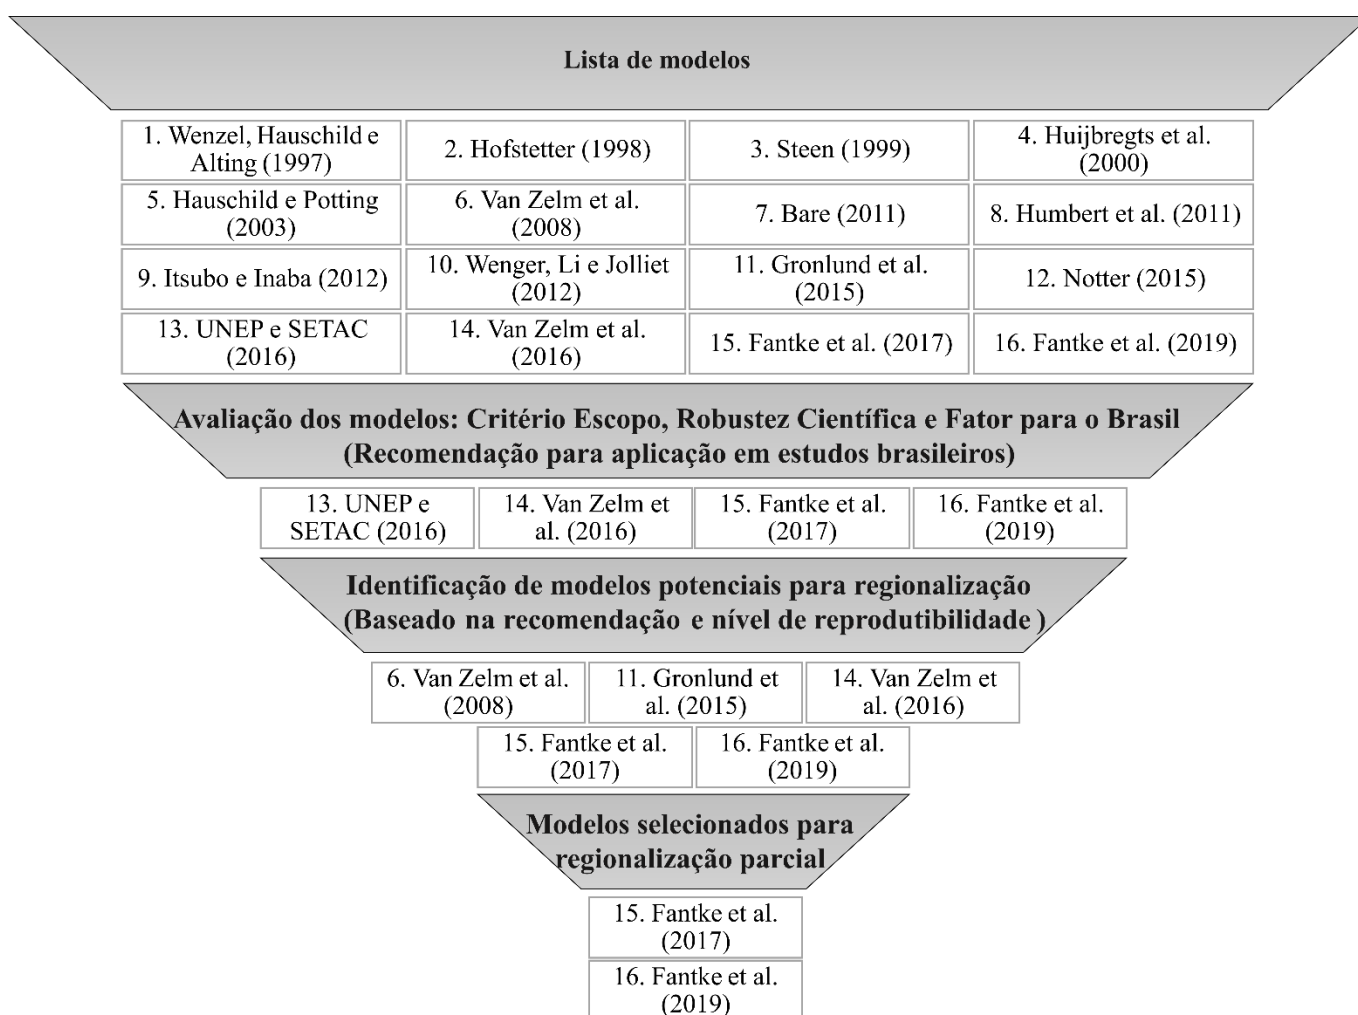 Lista de modelos
1. Wenzel, Hauschild e
Alting (1997)
2. Hofstetter (1998)
3. Steen (1999)
4. Huijbregts et al.
(2000)
5. Hauschild e Potting
(2003)
6. Van Zelm et al.
(2008)
7. Bare (2011)
8. Humbert et al. (2011)
9. Itsubo e Inaba (2012)
10. Wenger, Li e Jolliet
(2012)
11. Gronlund et al.
(2015)
12. Notter (2015)
13. UNEP e SETAC
(2016)
14. Van Zelm et al.
(2016)
15. Fantke et al. (2017)
16. Fantke et al. (2019)
Avaliação dos modelos: Critério Escopo, Robustez Científica e Fator para o Brasil
(Recomendação para aplicação em estudos brasileiros)
13. UNEP e
SETAC (2016)
14. Van Zelm et
al. (2016)
15. Fantke et al.
(2017)
16. Fantke et al.
(2019)
Identificação de modelos potenciais para regionalização
(Baseado na recomendação e nível de reprodutibilidade )
6. Van Zelm et al.
(2008)
11. Gronlund et
al. (2015)
14. Van Zelm et
al. (2016)
15. Fantke et al.
(2017)
16. Fantke et al.
(2019)
Modelos selecionados para
regionalização parcial
15. Fantke et al.
(2017)
16. Fantke et al.
(2019)